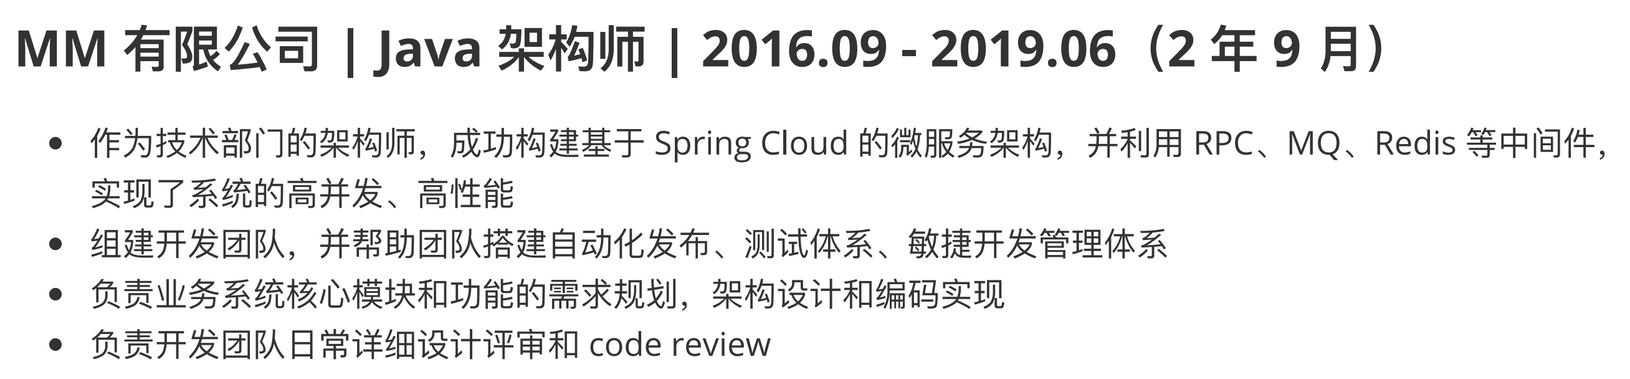 MM 有限公司 | Java 架构师 | 2016.09 - 2019.06（2 年 9 月）
• 作为技术部门的架构师，成功构建基于 Spring Cloud 的微服务架构，并利用 RPC、MQ、Redis 等中间件，
实现了系统的高并发、高性能
• 组建开发团队，并帮助团队搭建自动化发布、测试体系、敏捷开发管理体系
• 负责业务系统核心模块和功能的需求规划，架构设计和编码实现
• 负责开发团队日常详细设计评审和 code review